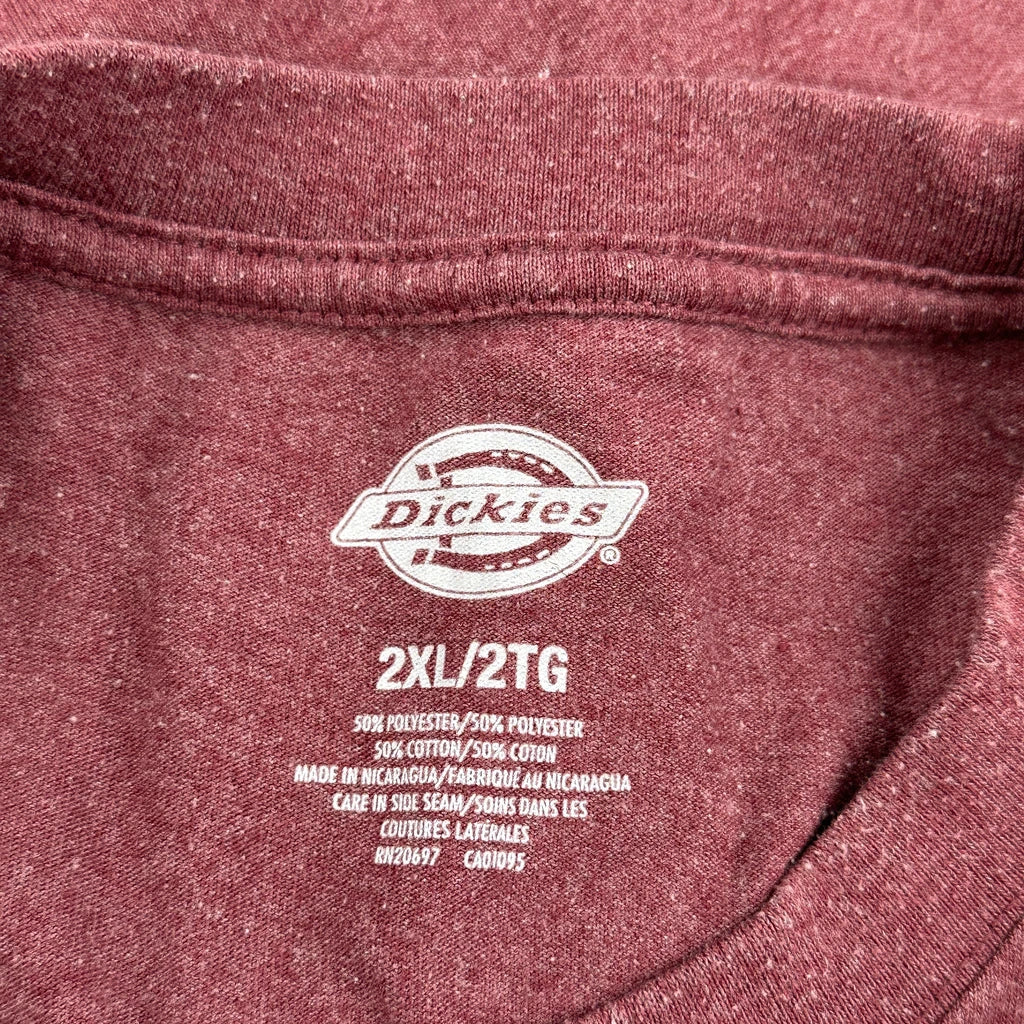 Dickies®
2XL/2TG
50% POLYESTER/50% POLYESTER
50% COTTON/50% COTON
MADE IN NICARAGUA/FABRIQUÉ AU NICARAGUA
CARE IN SIDE SEAM/SOINS DANS LES
COUTURES LATÉRALES
RN20697 CA01095